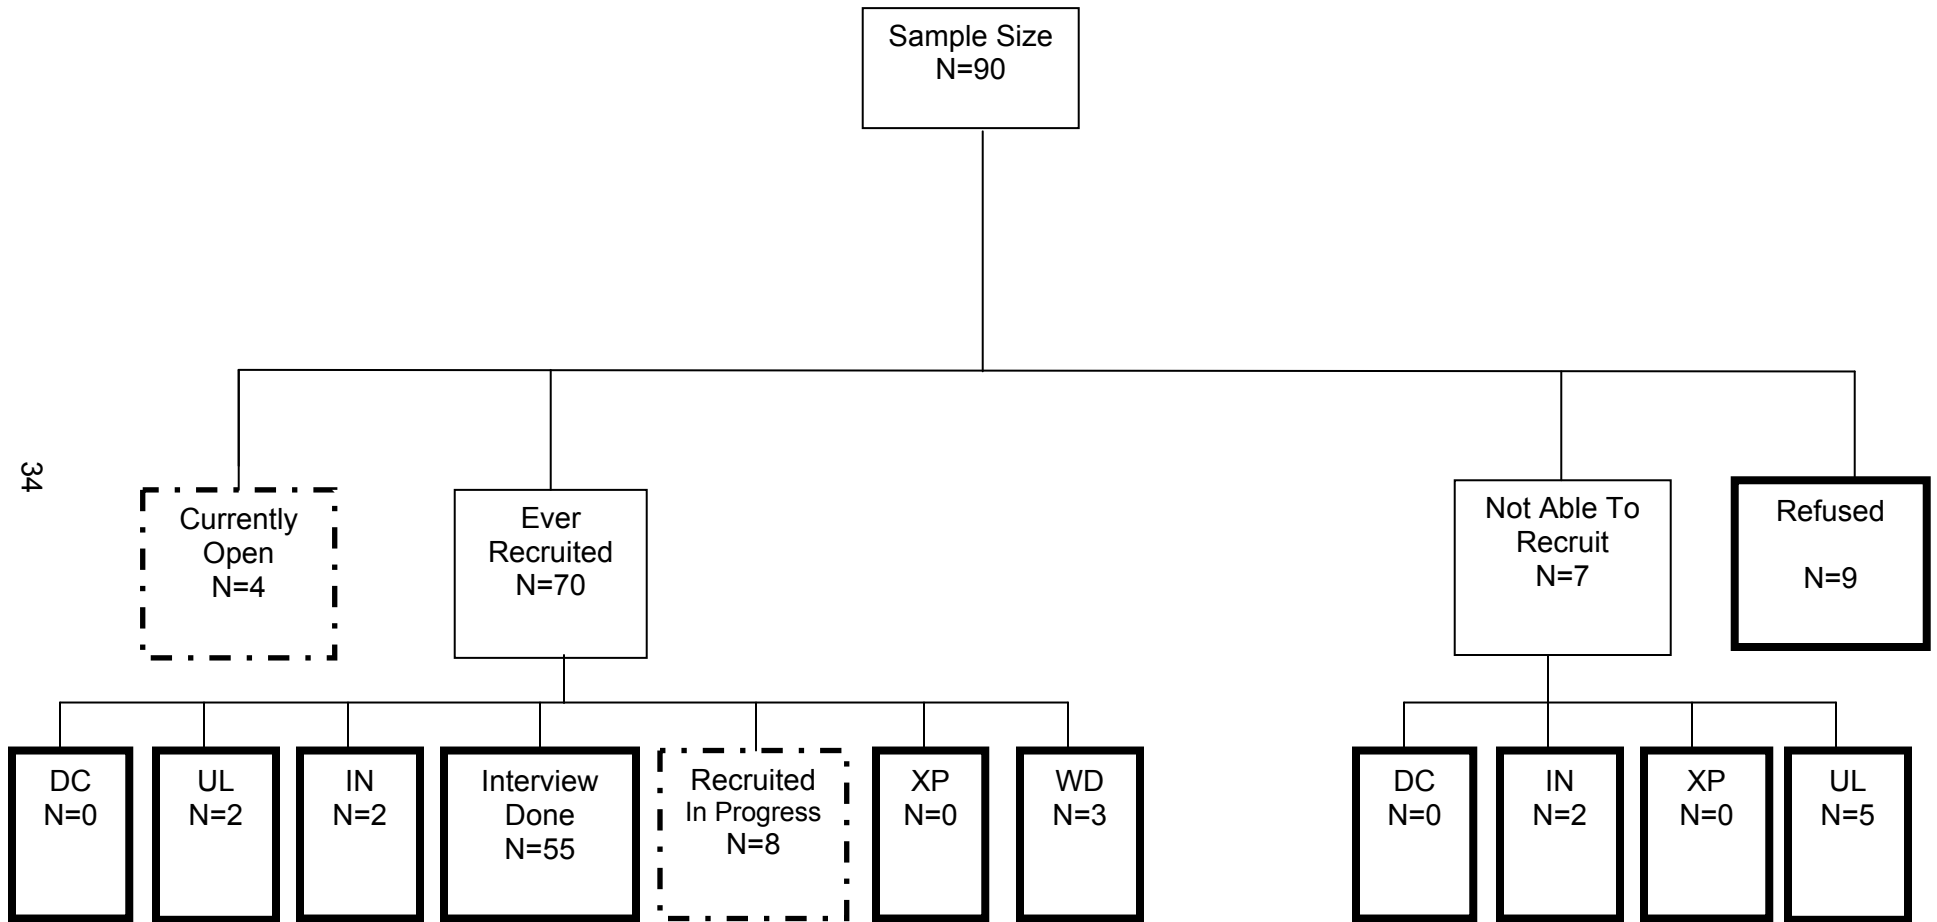 Sample Size
N=90
34
Currently
Open
N=4
Ever
Recruited
N=70
Not Able To
Recruit
N=7
Refused
N=9
DC
N=0
UL
N=2
IN
N=2
Interview
Done
N=55
Recruited
In Progress
N=8
XP
N=0
WD
N=3
DC
N=0
IN
N=2
XP
N=0
UL
N=5